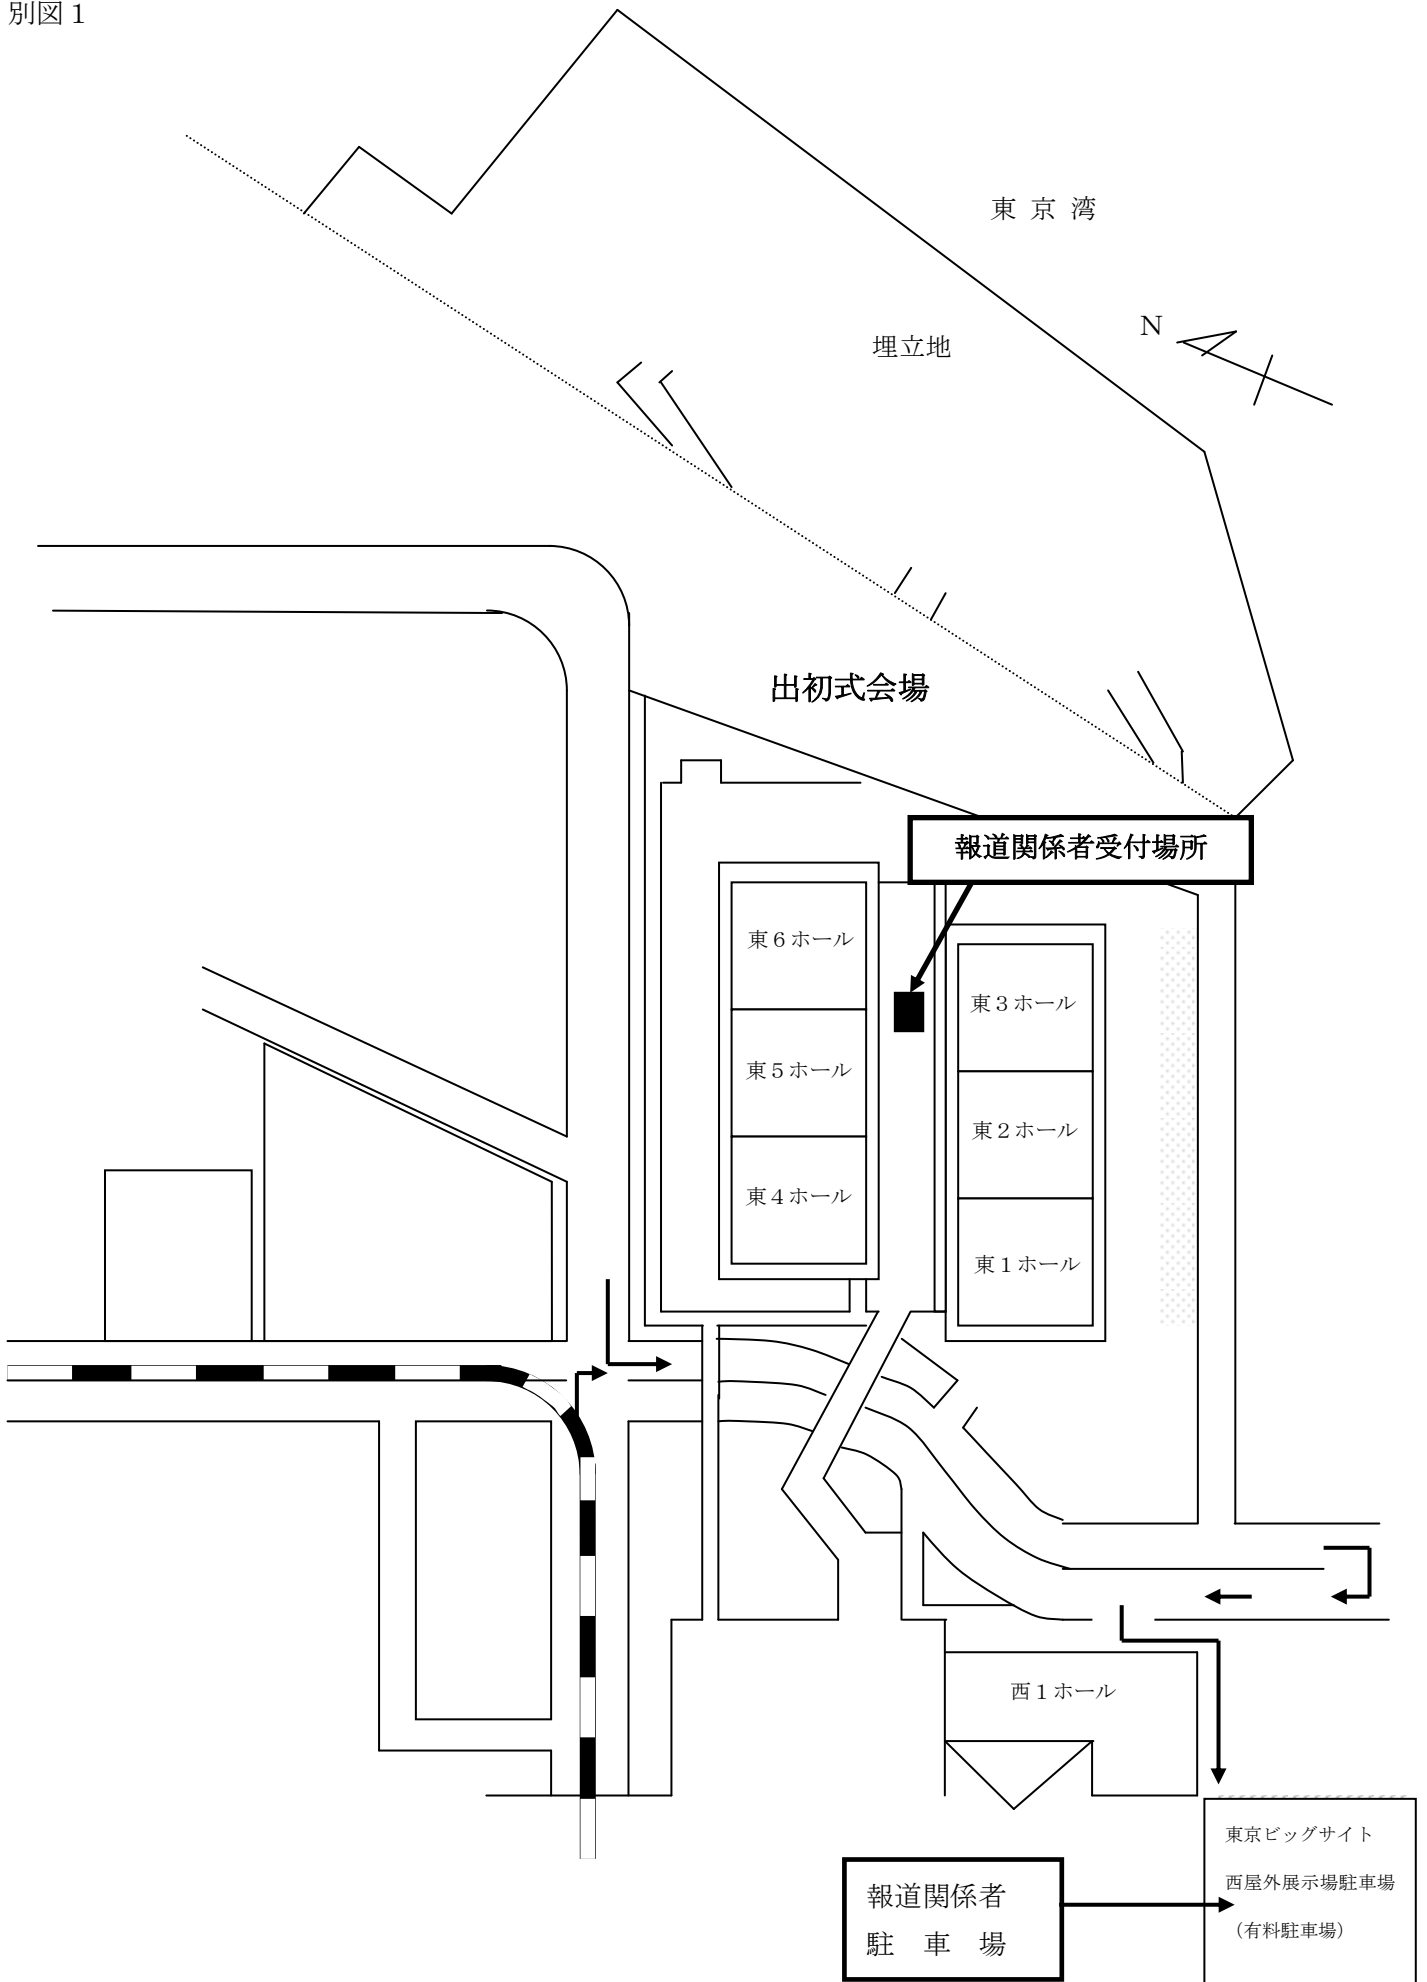 別図１
東 京 湾
N
埋立地
出初式会場
報道関係者受付場所
東６ホール
東３ホール
東５ホール
東２ホール
東４ホール
東１ホール
西１ホール
東京ビッグサイト
西屋外展示場駐車場
（有料駐車場）
報道関係者
駐　車　場